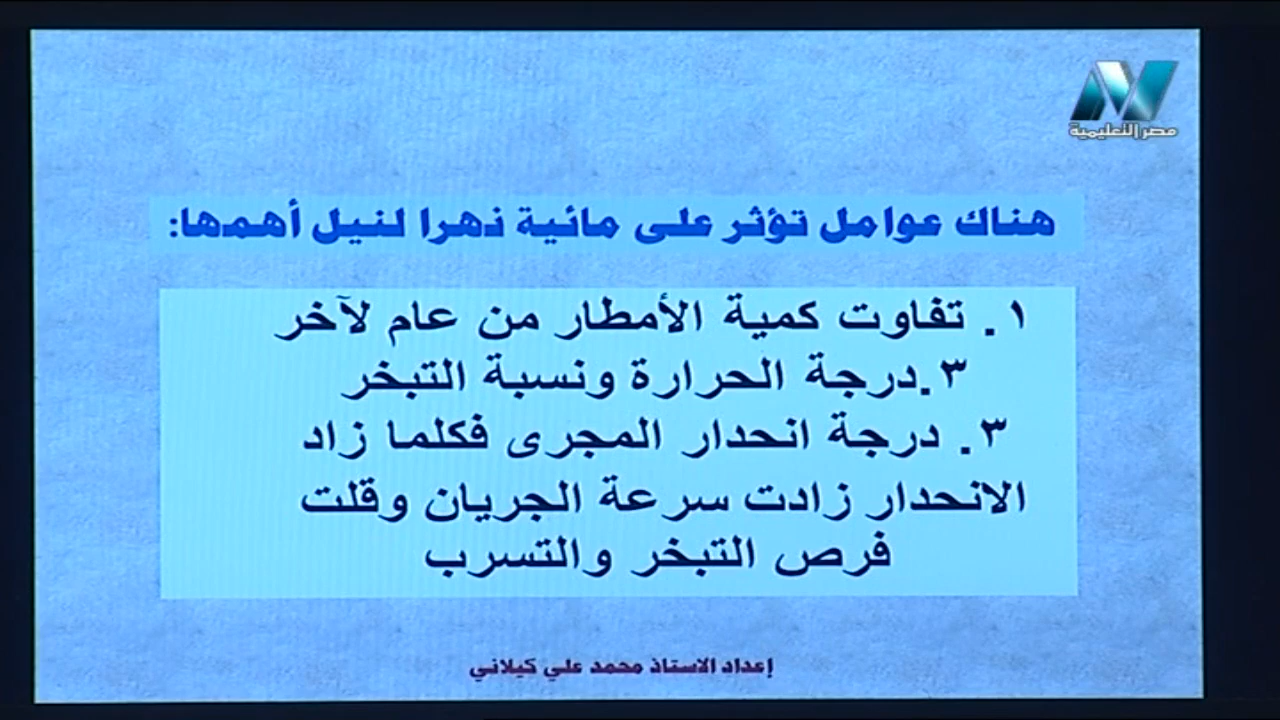 مصر التعليمية
هناك عوامل تؤثر على مائية ذهرا لنيل أهمها:
١. تفاوت كمية الأمطار من عام لآخر
٣.درجة الحرارة ونسبة التبخر
٣. درجة انحدار المجرى فكلما زاد
الانحدار زادت سرعة الجريان وقلت
فرص التبخر والتسرب
إعداد الاستاذ محمد علي كيلاني